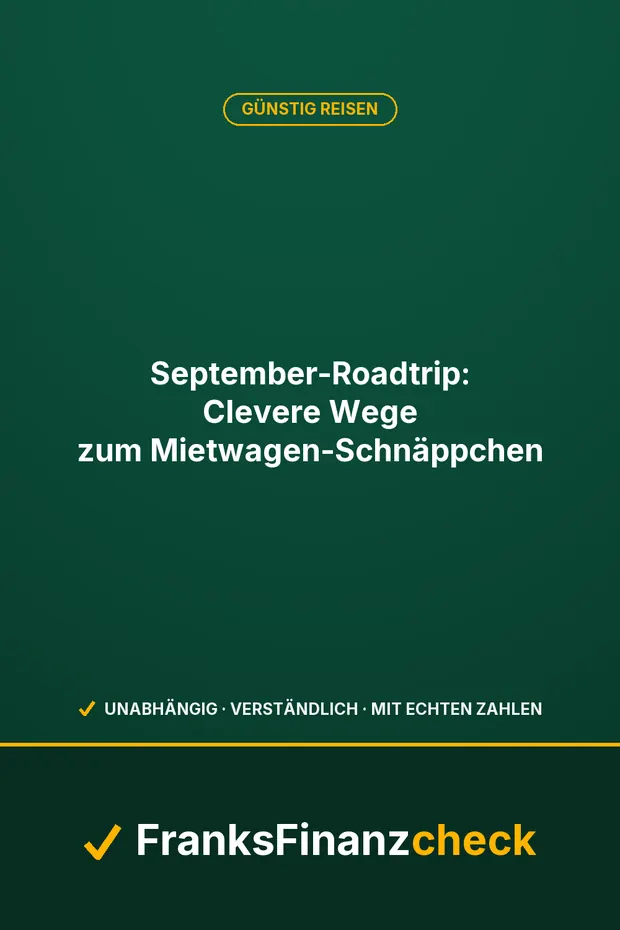 GÜNSTIG REISEN
September-Roadtrip:
Clevere Wege
zum Mietwagen-Schnäppchen
UNABHÄNGIG · VERSTÄNDLICH · MIT ECHTEN ZAHLEN
FranksFinanzcheck